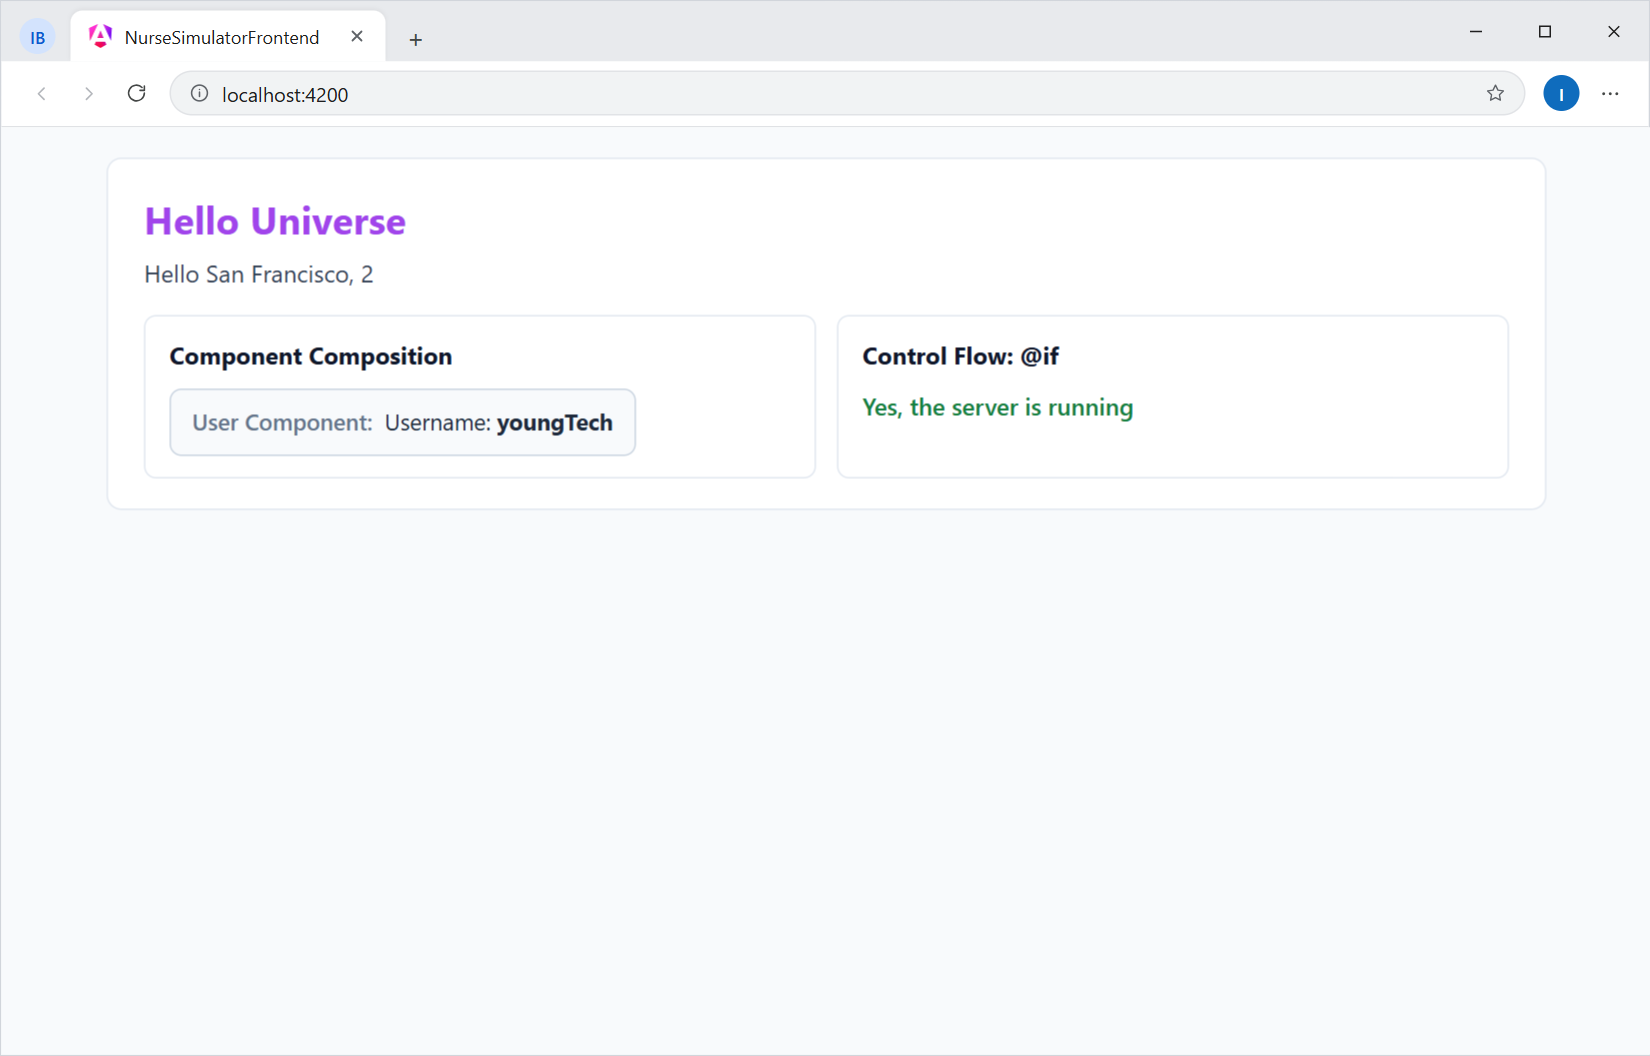 IB
NurseSimulatorFrontend
localhost:4200
I
Hello Universe
Hello San Francisco, 2
Component Composition
User Component: Username: youngTech
Control Flow: @if
Yes, the server is running